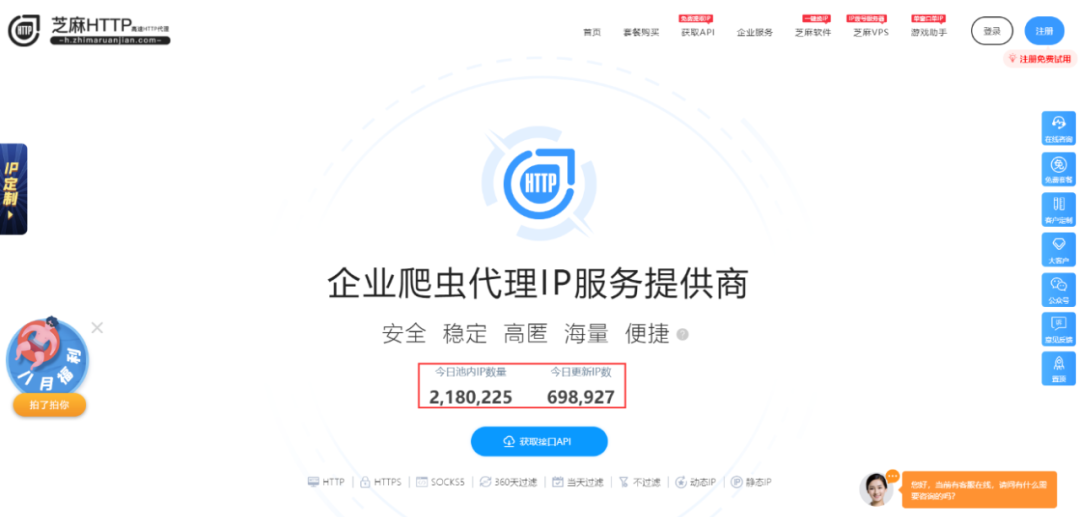 HTTP 芝麻HTTP高速HTTP代理
-h.zhimaruanjian.com-
免费提取IP 一键换IP IP拨号服务器 单窗口单IP
首页 套餐购买 获取API 企业服务 芝麻软件 芝麻VPS 游戏助手 登录 注册
注册免费试用
IP定制
在线咨询
免费套餐
客户定制
大客户
公众号
意见反馈
置顶
HTTP
企业爬虫代理IP服务提供商
安全 稳定 高匿 海量 便捷 ?
今日池内IP数量 今日更新IP数
2,180,225 698,927
获取接口API
八月福利
拍了拍你
HTTP HTTPS SOCKS5 360天过滤 当天过滤 不过滤 动态IP 静态IP
您好，当前有客服在线，请问有什么需
要咨询的吗?